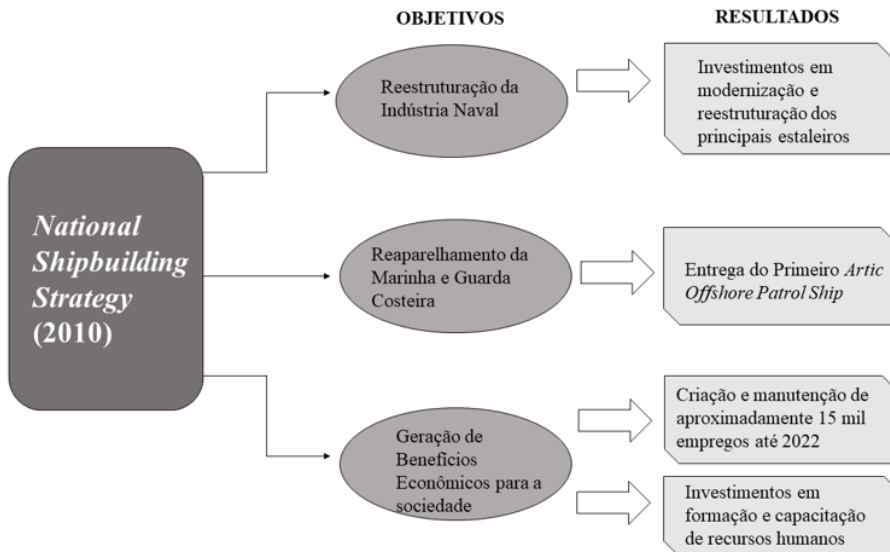 OBJETIVOS
RESULTADOS
National
Shipbuilding
Strategy
(2010)
Reestruturação da
Indústria Naval
Investimentos em
modernização e
reestruturação dos
principais estaleiros
Reaparelhamento da
Marinha e Guarda
Costeira
Entrega do Primeiro Artic
Offshore Patrol Ship
Geração de
Benefícios
Econômicos para a
sociedade
Criação e manutenção de
aproximadamente 15 mil
empregos até 2022
Investimentos em
formação e capacitação
de recursos humanos